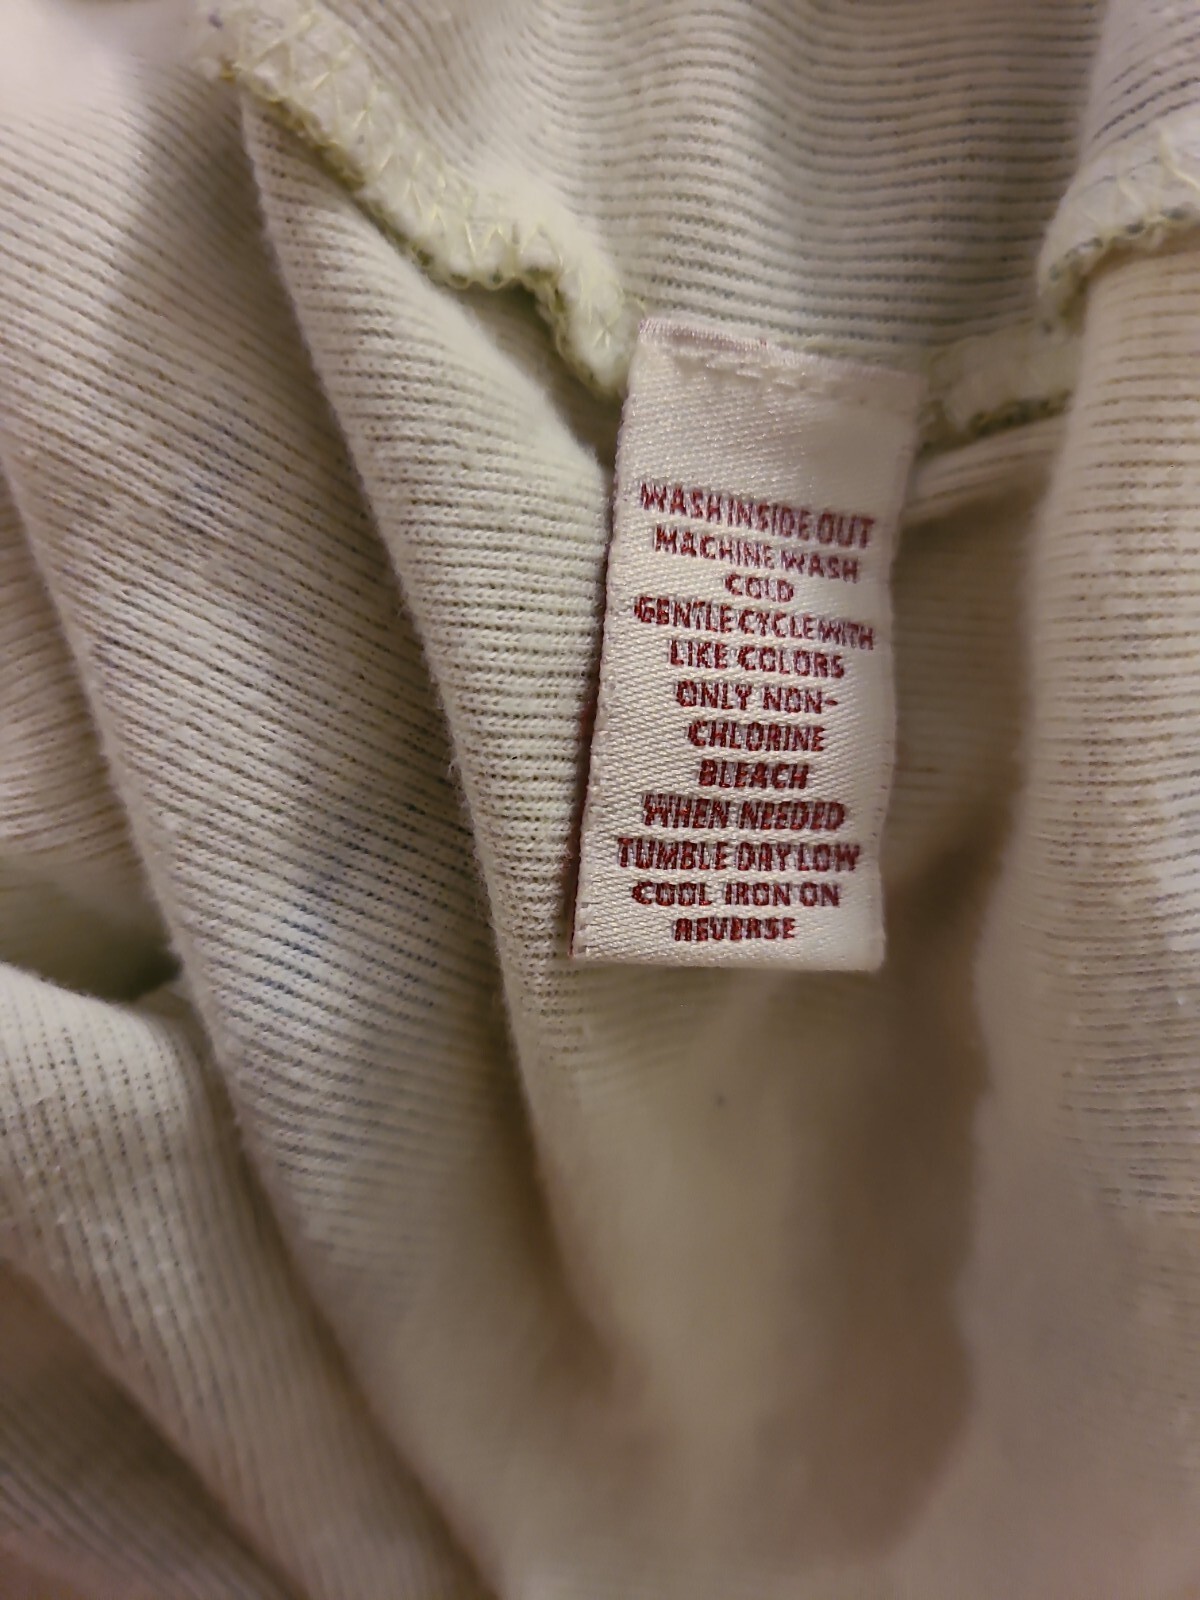 WASH INSIDE OUT
MACHINE WASH
COLD
GENTLE CYCLE WITH
LIKE COLORS
ONLY NON-
CHLORINE
BLEACH
WHEN NEEDED
TUMBLE DRY LOW
COOL IRON ON
REVERSE